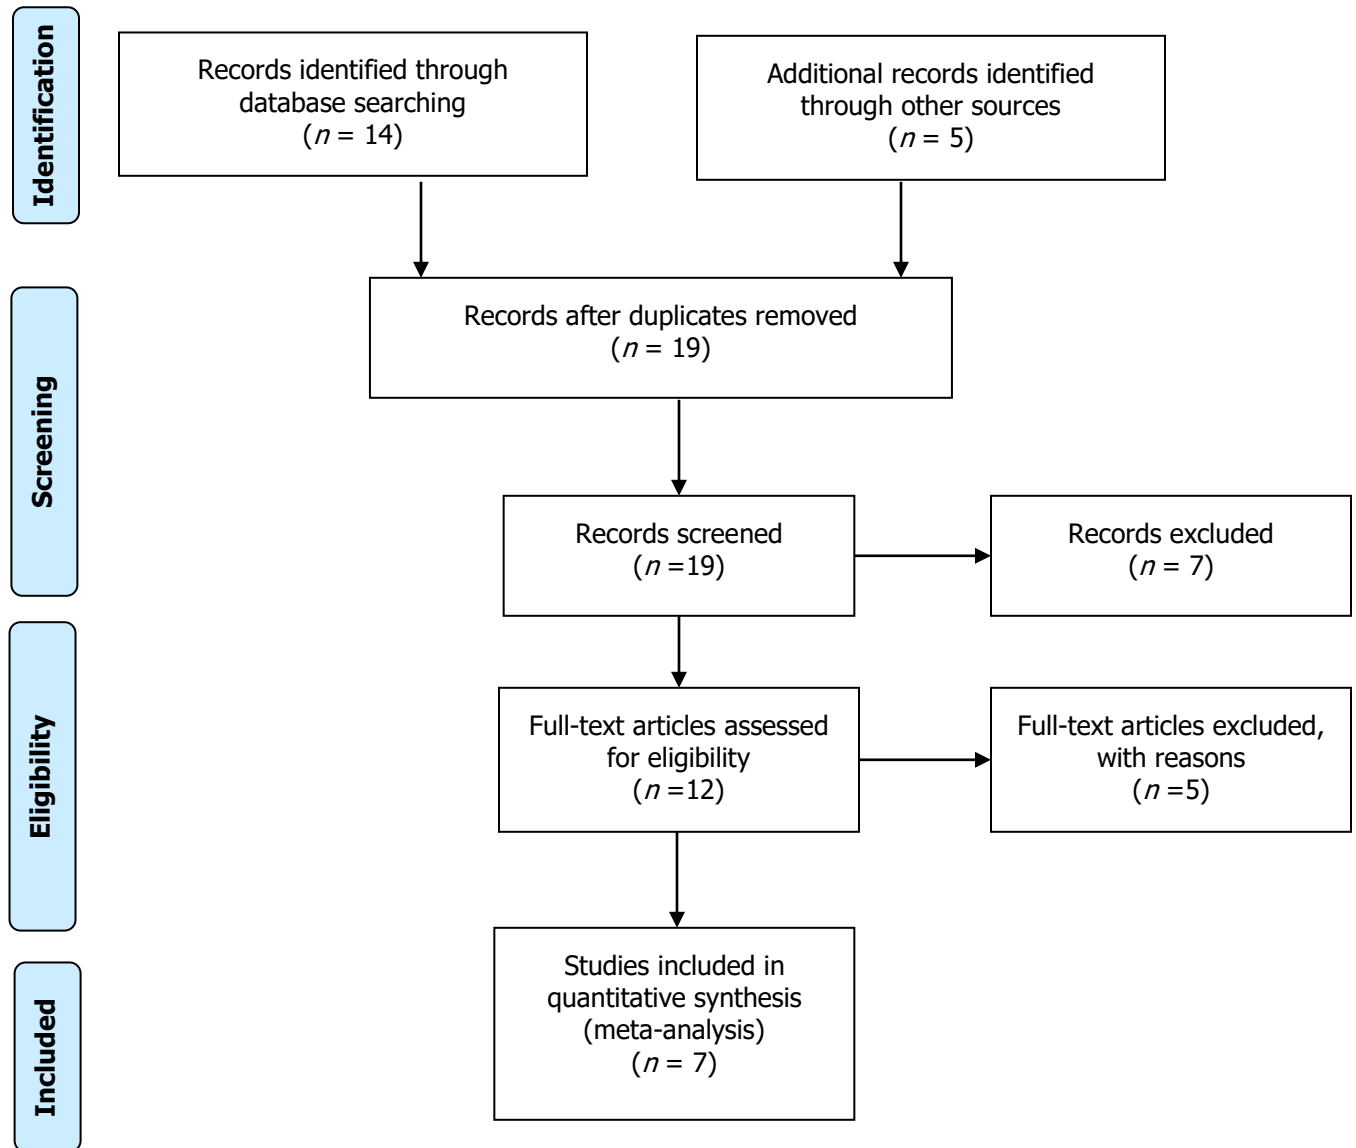 Identification
Records identified through
database searching
(n = 14)
Additional records identified
through other sources
(n = 5)
Screening
Records after duplicates removed
(n = 19)
Records screened
(n =19)
Records excluded
(n = 7)
Eligibility
Full-text articles assessed
for eligibility
(n =12)
Full-text articles excluded,
with reasons
(n =5)
Included
Studies included in
quantitative synthesis
(meta-analysis)
(n = 7)